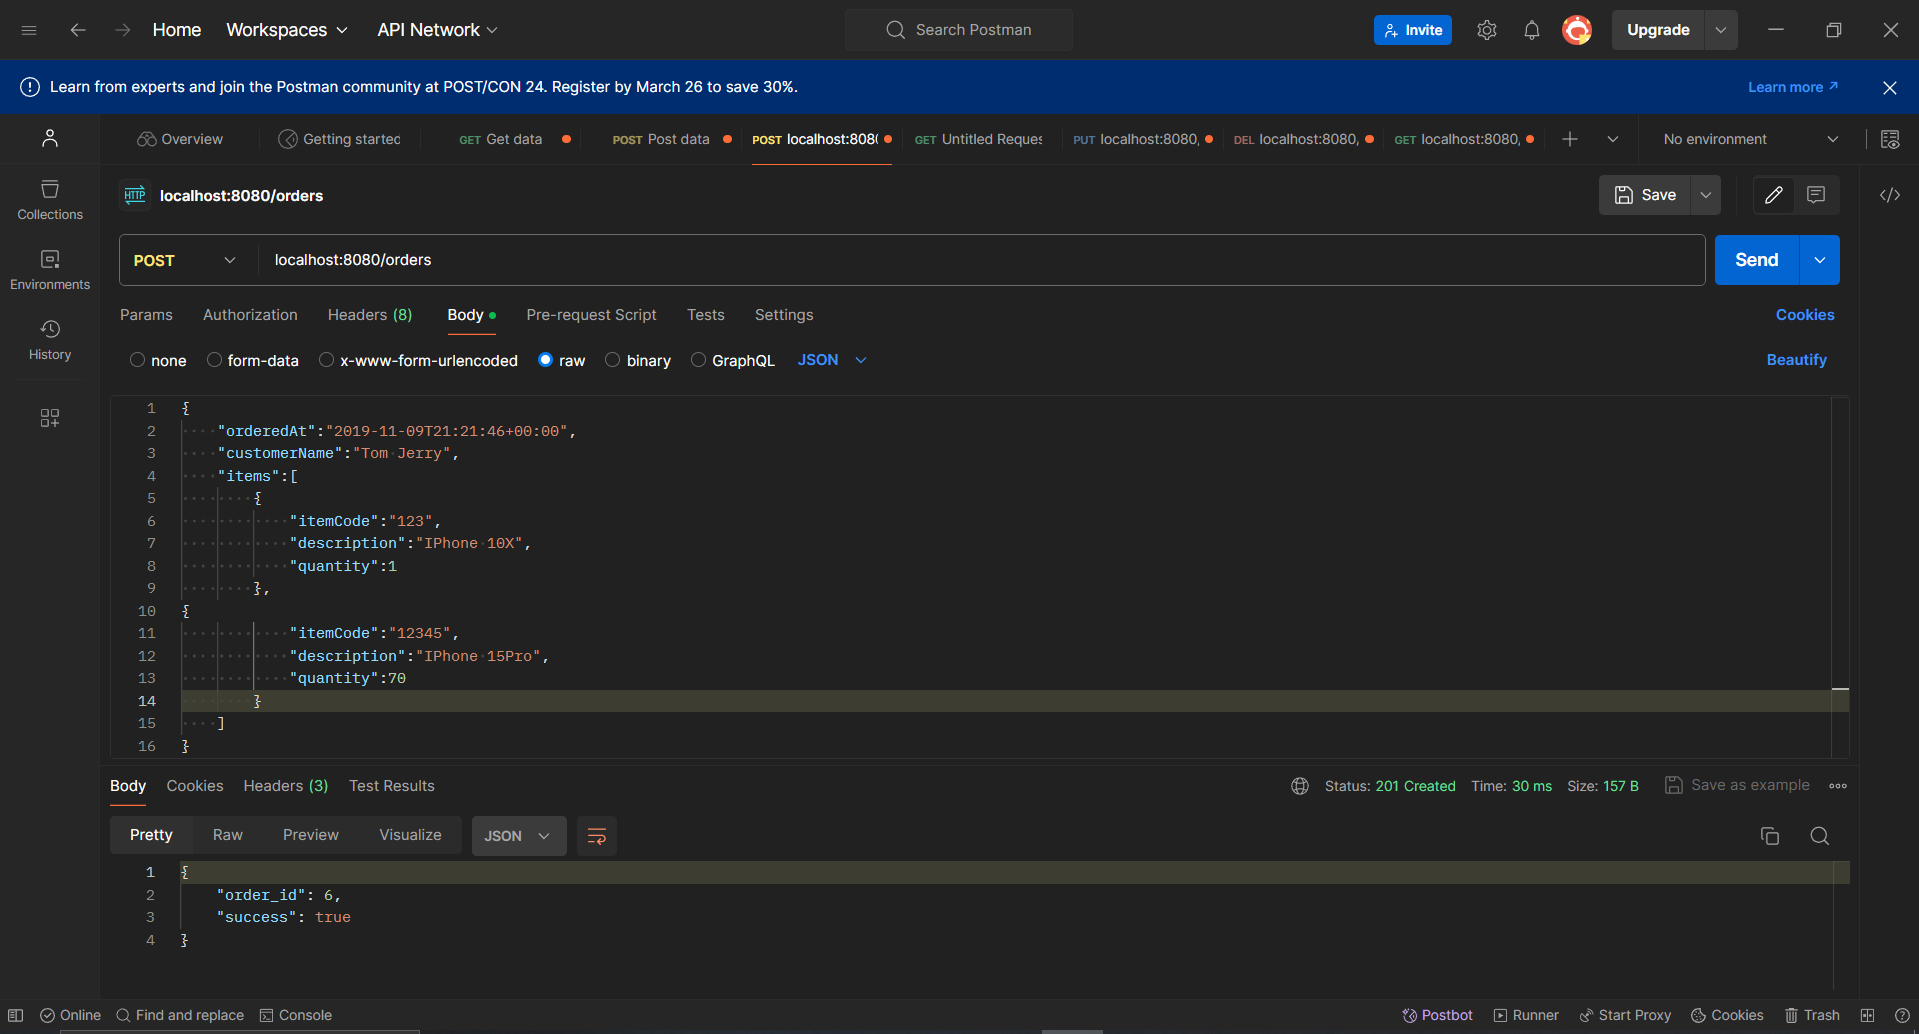 Home Workspaces API Network Search Postman Invite Upgrade
Learn from experts and join the Postman community at POST/CON 24. Register by March 26 to save 30%. Learn more
Overview Getting started GET Get data POST Post data POST localhost:808 GET Untitled Reques PUT localhost:8080, DEL localhost:8080, GET localhost:8080, No environment
HTTP localhost:8080/orders Save
Collections
Environments
History
POST localhost:8080/orders Send
Params Authorization Headers (8) Body Pre-request Script Tests Settings Cookies
none form-data x-www-form-urlencoded raw binary GraphQL JSON Beautify
1 {
2 "orderedAt":"2019-11-09T21:21:46+00:00",
3 "customerName":"Tom Jerry",
4 "items":[
5 {
6 "itemCode":"123",
7 "description":"IPhone 10X",
8 "quantity":1
9 },
10 {
11 "itemCode":"12345",
12 "description":"IPhone 15Pro",
13 "quantity":70
14 }
15 ]
16 }
Body Cookies Headers (3) Test Results Status: 201 Created Time: 30 ms Size: 157 B Save as example
Pretty Raw Preview Visualize JSON
1 {
2 "order_id": 6,
3 "success": true
4 }
Online Find and replace Console Postbot Runner Start Proxy Cookies Trash